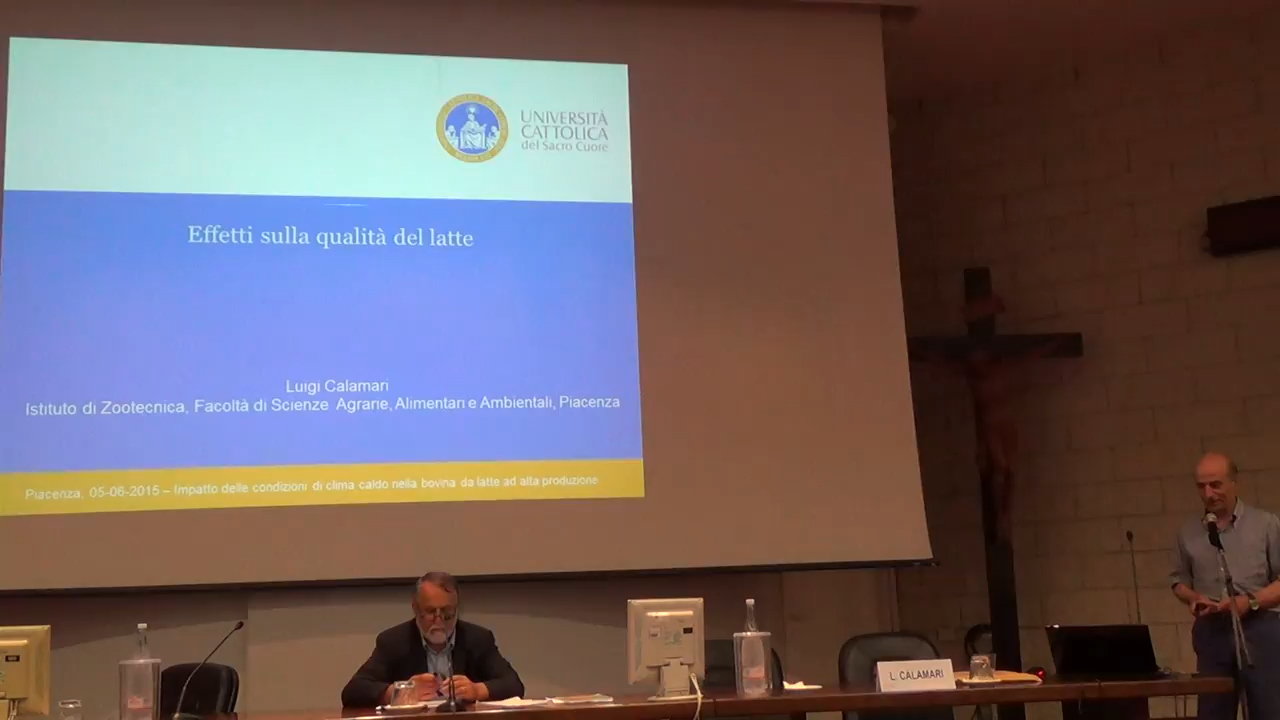 UNIVERSITÀ
CATTOLICA
del Sacro Cuore
Effetti sulla qualità del latte
Luigi Calamari
Istituto di Zootecnica, Facoltà di Scienze Agrarie, Alimentari e Ambientali, Piacenza
Piacenza, 05-06-2015 – Impatto delle condizioni di clima caldo nella bovina da latte ad alta produzione
L. CALAMARI